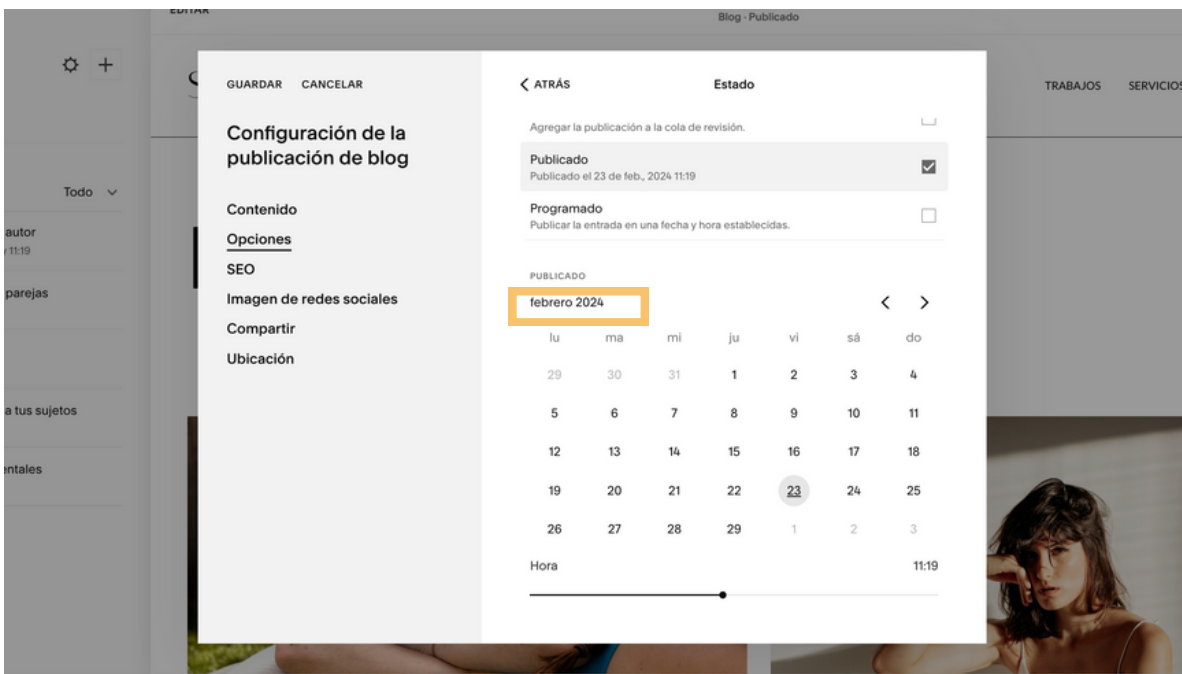 EDITAR
Blog · Publicado
TRABAJOS SERVICIOS
Todo
autor
11:19
parejas
a tus sujetos
entales
GUARDAR CANCELAR
Configuración de la
publicación de blog
Contenido
Opciones
SEO
Imagen de redes sociales
Compartir
Ubicación
ATRÁS
Estado
Agregar la publicación a la cola de revisión.
Publicado
Publicado el 23 de feb., 2024 11:19
Programado
Publicar la entrada en una fecha y hora establecidas.
PUBLICADO
febrero 2024
lu ma mi ju vi sá do
29 30 31 1 2 3 4
5 6 7 8 9 10 11
12 13 14 15 16 17 18
19 20 21 22 23 24 25
26 27 28 29 1 2 3
Hora 11:19